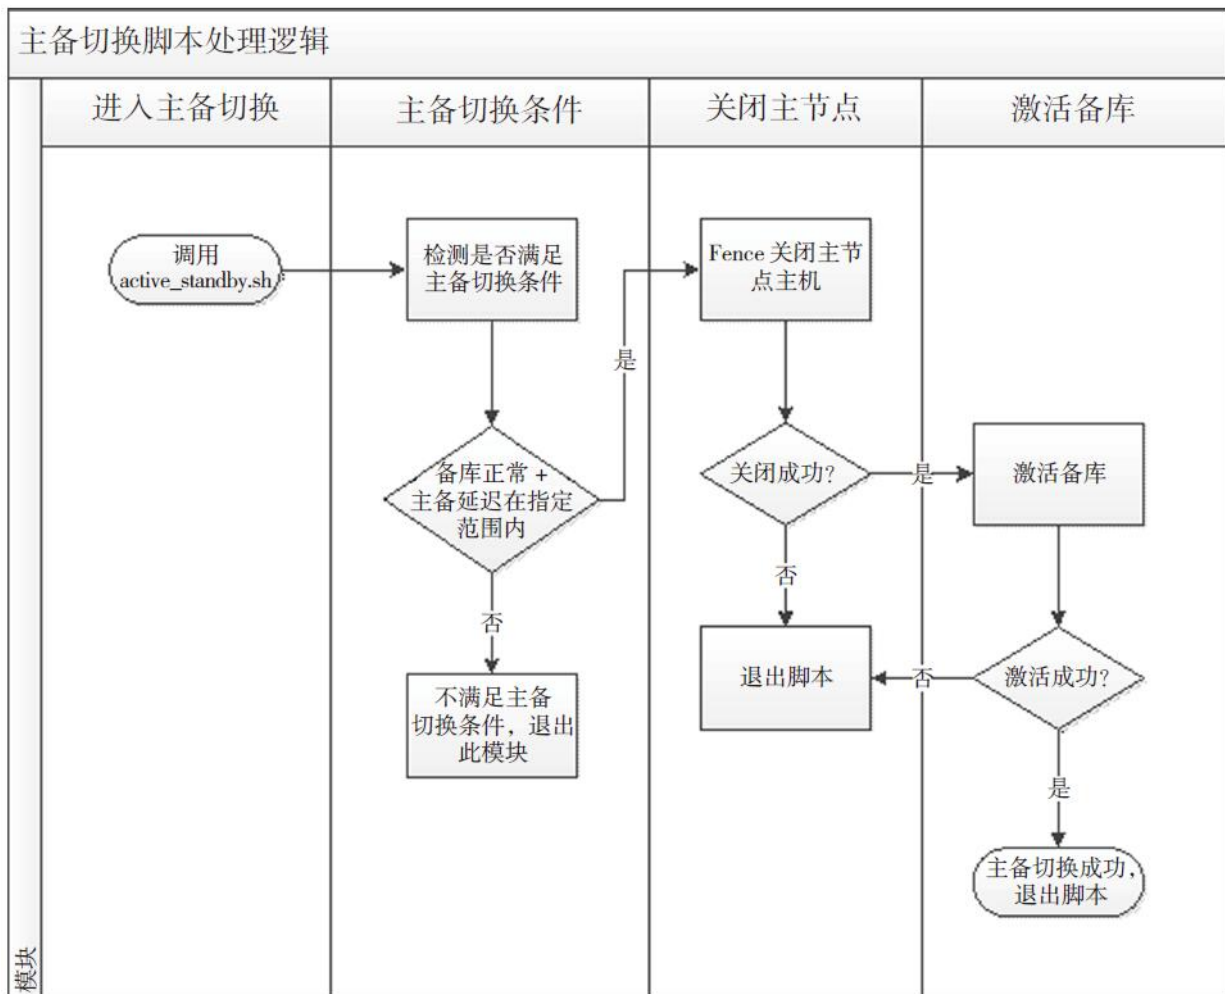 主备切换脚本处理逻辑
进入主备切换
主备切换条件
关闭主节点
激活备库
调用
active_standby.sh
检测是否满足
主备切换条件
Fence 关闭主节
点主机
是
备库正常 +
主备延迟在指定
范围内
关闭成功?
是
激活备库
否
否
不满足主备
切换条件，退出
此模块
退出脚本
否
激活成功?
是
主备切换成功，
退出脚本
模块